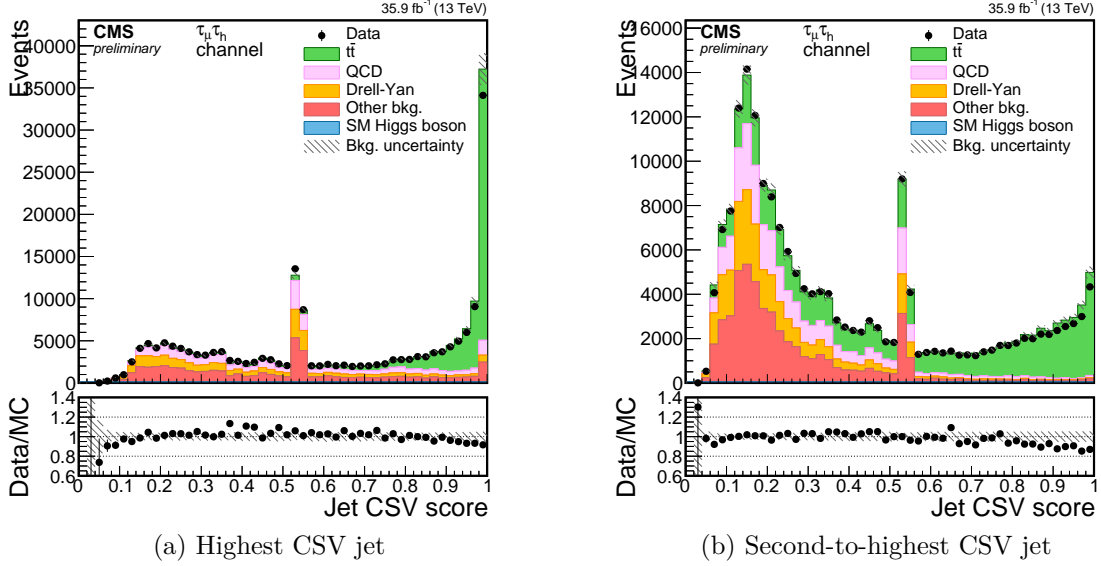 35.9 fb⁻¹ (13 TeV)
CMS
preliminary
τμτh
channel
Data
tt̄
QCD
Drell-Yan
Other bkg.
SM Higgs boson
Bkg. uncertainty
Events
40000
35000
30000
25000
20000
15000
10000
5000
0
Data/MC
1.4
1.2
1
0.8
0.6
0 0.1 0.2 0.3 0.4 0.5 0.6 0.7 0.8 0.9 1
Jet CSV score
(a) Highest CSV jet
35.9 fb⁻¹ (13 TeV)
CMS
preliminary
τμτh
channel
Data
tt̄
QCD
Drell-Yan
Other bkg.
SM Higgs boson
Bkg. uncertainty
Events
16000
14000
12000
10000
8000
6000
4000
2000
0
Data/MC
1.4
1.2
1
0.8
0.6
0 0.1 0.2 0.3 0.4 0.5 0.6 0.7 0.8 0.9 1
Jet CSV score
(b) Second-to-highest CSV jet